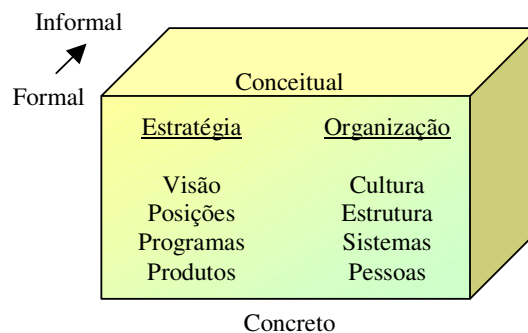 Informal
Formal
Conceitual
Estratégia Organização
Visão Cultura
Posições Estrutura
Programas Sistemas
Produtos Pessoas
Concreto